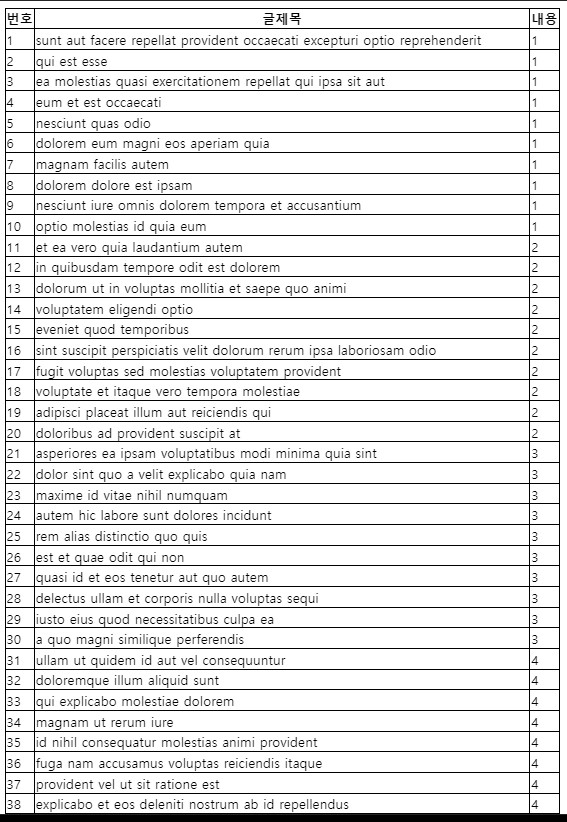 번호 글제목 내용
1 sunt aut facere repellat provident occaecati excepturi optio reprehenderit 1
2 qui est esse 1
3 ea molestias quasi exercitationem repellat qui ipsa sit aut 1
4 eum et est occaecati 1
5 nesciunt quas odio 1
6 dolorem eum magni eos aperiam quia 1
7 magnam facilis autem 1
8 dolorem dolore est ipsam 1
9 nesciunt iure omnis dolorem tempora et accusantium 1
10 optio molestias id quia eum 1
11 et ea vero quia laudantium autem 2
12 in quibusdam tempore odit est dolorem 2
13 dolorum ut in voluptas mollitia et saepe quo animi 2
14 voluptatem eligendi optio 2
15 eveniet quod temporibus 2
16 sint suscipit perspiciatis velit dolorum rerum ipsa laboriosam odio 2
17 fugit voluptas sed molestias voluptatem provident 2
18 voluptate et itaque vero tempora molestiae 2
19 adipisci placeat illum aut reiciendis qui 2
20 doloribus ad provident suscipit at 2
21 asperiores ea ipsam voluptatibus modi minima quia sint 3
22 dolor sint quo a velit explicabo quia nam 3
23 maxime id vitae nihil numquam 3
24 autem hic labore sunt dolores incidunt 3
25 rem alias distinctio quo quis 3
26 est et quae odit qui non 3
27 quasi id et eos tenetur aut quo autem 3
28 delectus ullam et corporis nulla voluptas sequi 3
29 iusto eius quod necessitatibus culpa ea 3
30 a quo magni similique perferendis 3
31 ullam ut quidem id aut vel consequuntur 4
32 doloremque illum aliquid sunt 4
33 qui explicabo molestiae dolorem 4
34 magnam ut rerum iure 4
35 id nihil consequatur molestias animi provident 4
36 fuga nam accusamus voluptas reiciendis itaque 4
37 provident vel ut sit ratione est 4
38 explicabo et eos deleniti nostrum ab id repellendus 4